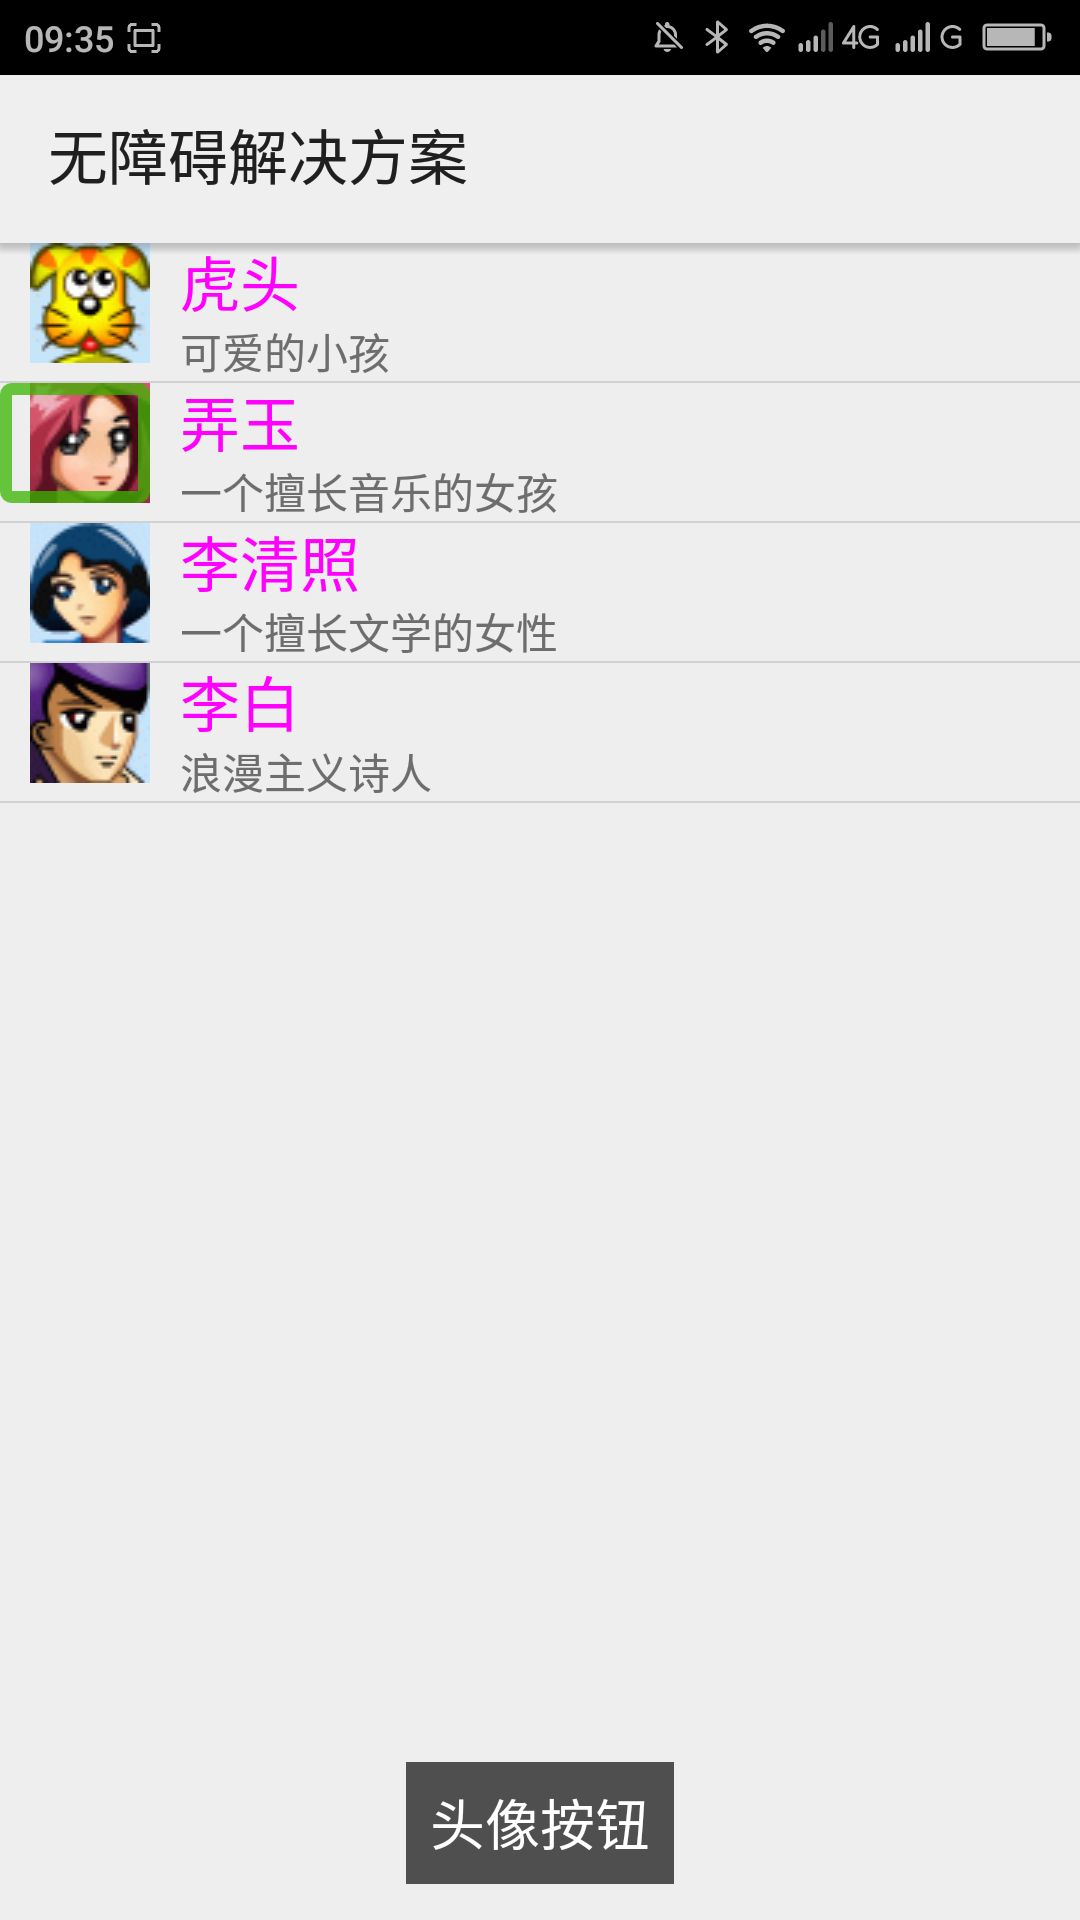 09:35 4G G
无障碍解决方案
虎头
可爱的小孩
弄玉
一个擅长音乐的女孩
李清照
一个擅长文学的女性
李白
浪漫主义诗人
头像按钮